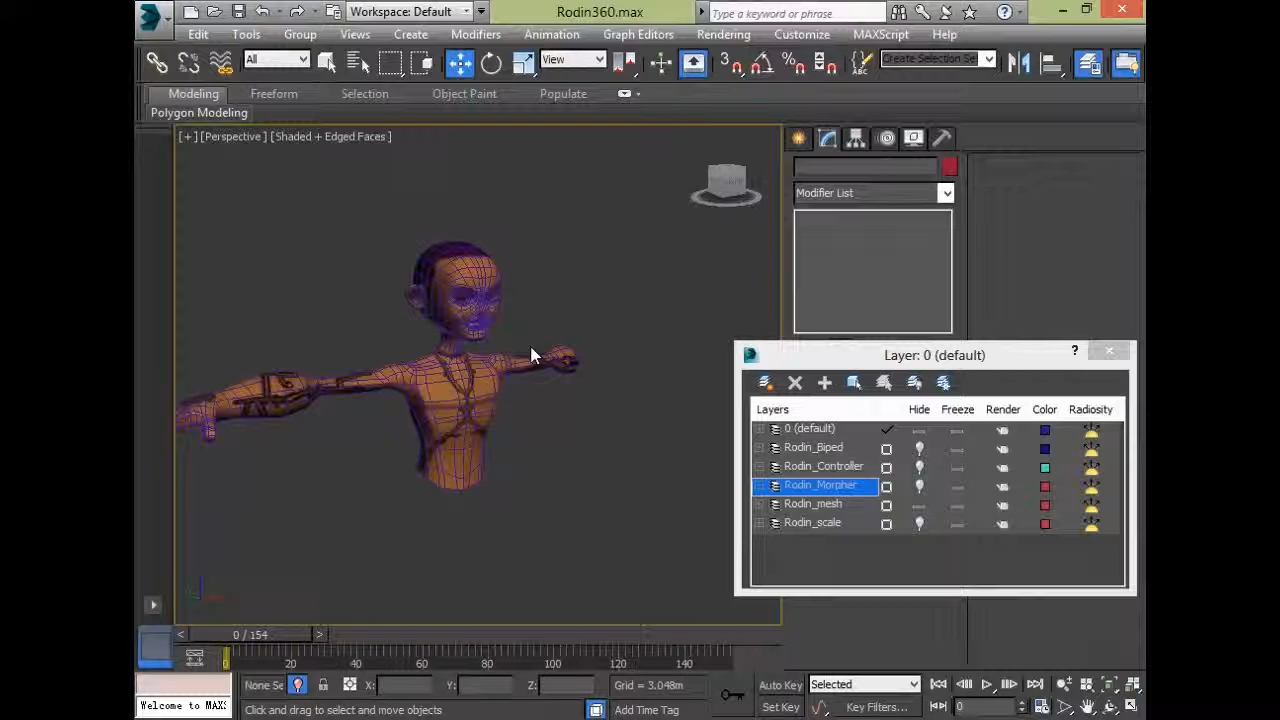 Workspace: Default
Rodin360.max
Type a keyword or phrase
Edit Tools Group Views Create Modifiers Animation Graph Editors Rendering Customize MAXScript Help
All
View
3
Create Selection Se
Modeling Freeform Selection Object Paint Populate
Polygon Modeling
[+] [Perspective] [Shaded + Edged Faces]
Modifier List
Layer: 0 (default)
?
Layers Hide Freeze Render Color Radiosity
0 (default)
Rodin_Biped
Rodin_Controller
Rodin_Morpher
Rodin_mesh
Rodin_scale
< 0 / 154 >
0 20 40 60 80 100 120 140
None Se X: Y: Z: Grid = 3.048m Auto Key Selected
Welcome to MAX: Click and drag to select and move objects Add Time Tag Set Key Key Filters... 0